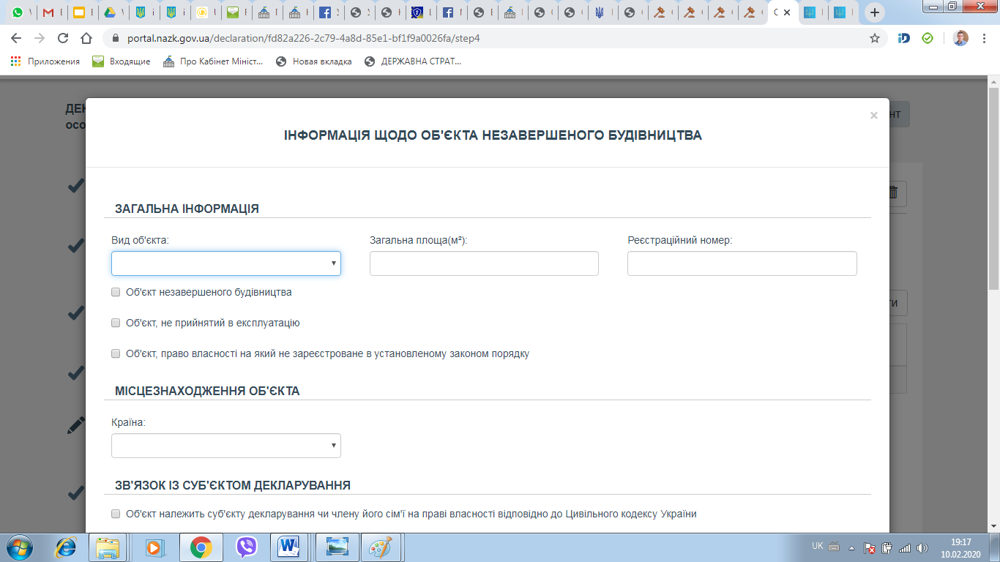 portal.nazk.gov.ua/declaration/fd82a226-2c79-4a8d-85e1-bf1f9a0026fa/step4
Приложения Входящие Про Кабінет Мініст... Новая вкладка ДЕРЖАВНА СТРАТ...
ІНФОРМАЦІЯ ЩОДО ОБ'ЄКТА НЕЗАВЕРШЕНОГО БУДІВНИЦТВА
ЗАГАЛЬНА ІНФОРМАЦІЯ
Вид об'єкта: Загальна площа(м²): Реєстраційний номер:
Об'єкт незавершеного будівництва
Об'єкт, не прийнятий в експлуатацію
Об'єкт, право власності на який не зареєстроване в установленому законом порядку
МІСЦЕЗНАХОДЖЕННЯ ОБ'ЄКТА
Країна:
ЗВ'ЯЗОК ІЗ СУБ'ЄКТОМ ДЕКЛАРУВАННЯ
Об'єкт належить суб'єкту декларування чи члену його сім'ї на праві власності відповідно до Цивільного кодексу України
UK
19:17
10.02.2020